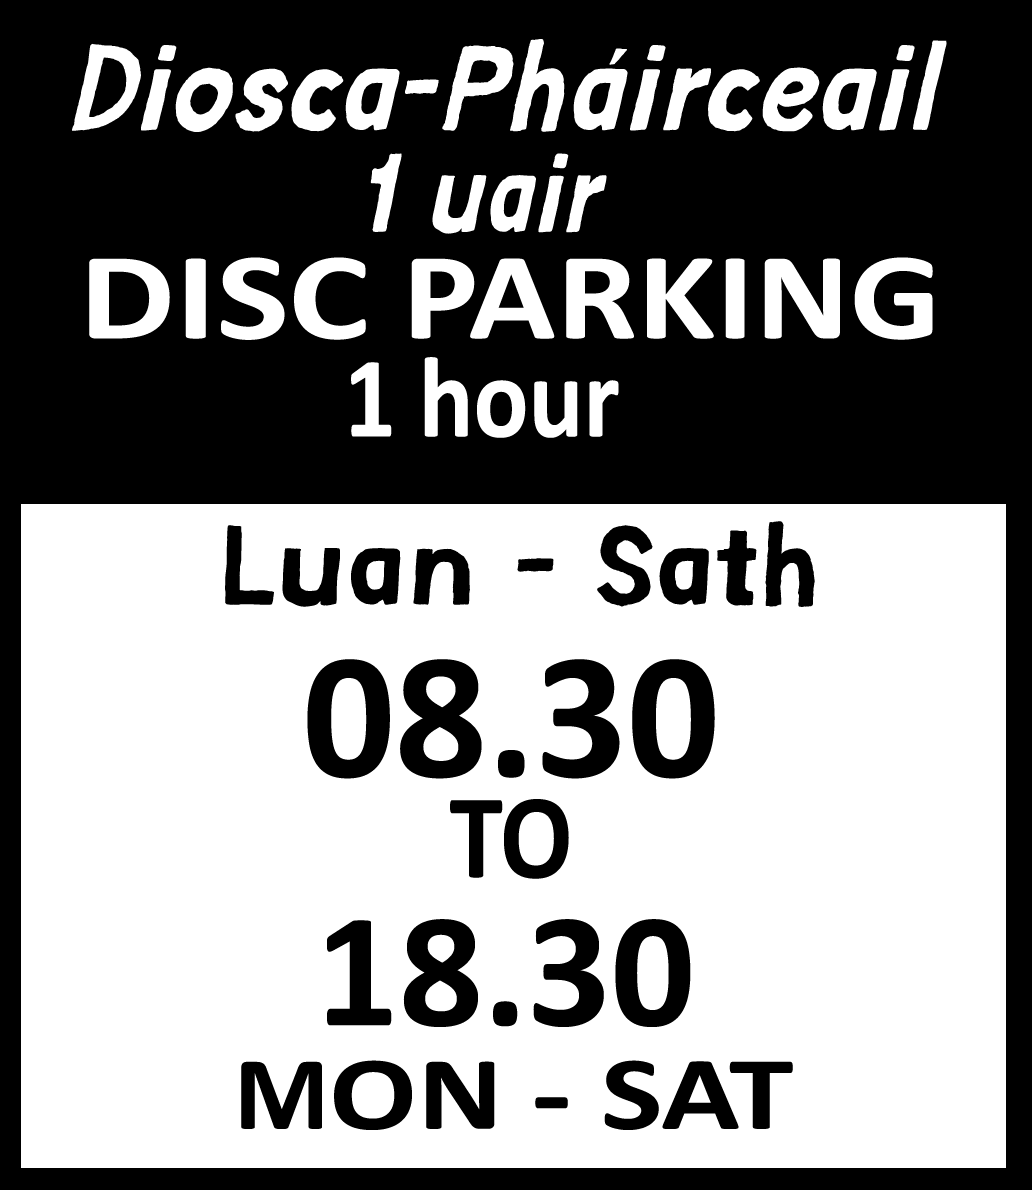 Diosca-Pháirceail
1 uair
DISC PARKING
1 hour
Luan - Sath
08.30
TO
18.30
MON - SAT